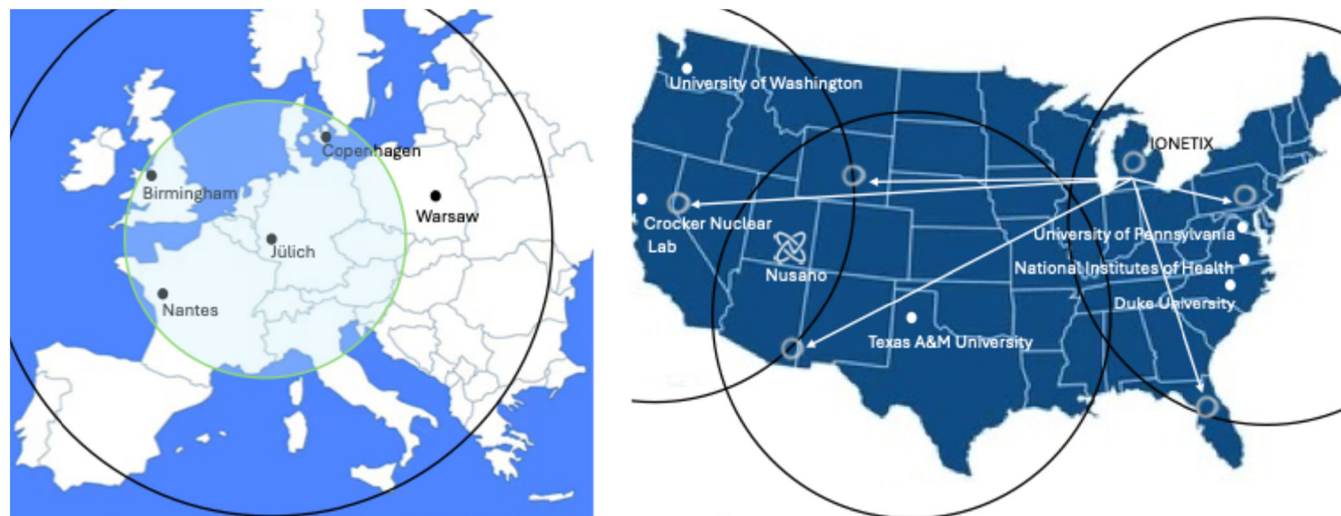 Copenhagen
Birmingham
Warsaw
Jülich
Nantes
University of Washington
IONETIX
Crocker Nuclear
Lab
Nusano
University of Pennsylvania
National Institutes of Health
Duke University
Texas A&M University